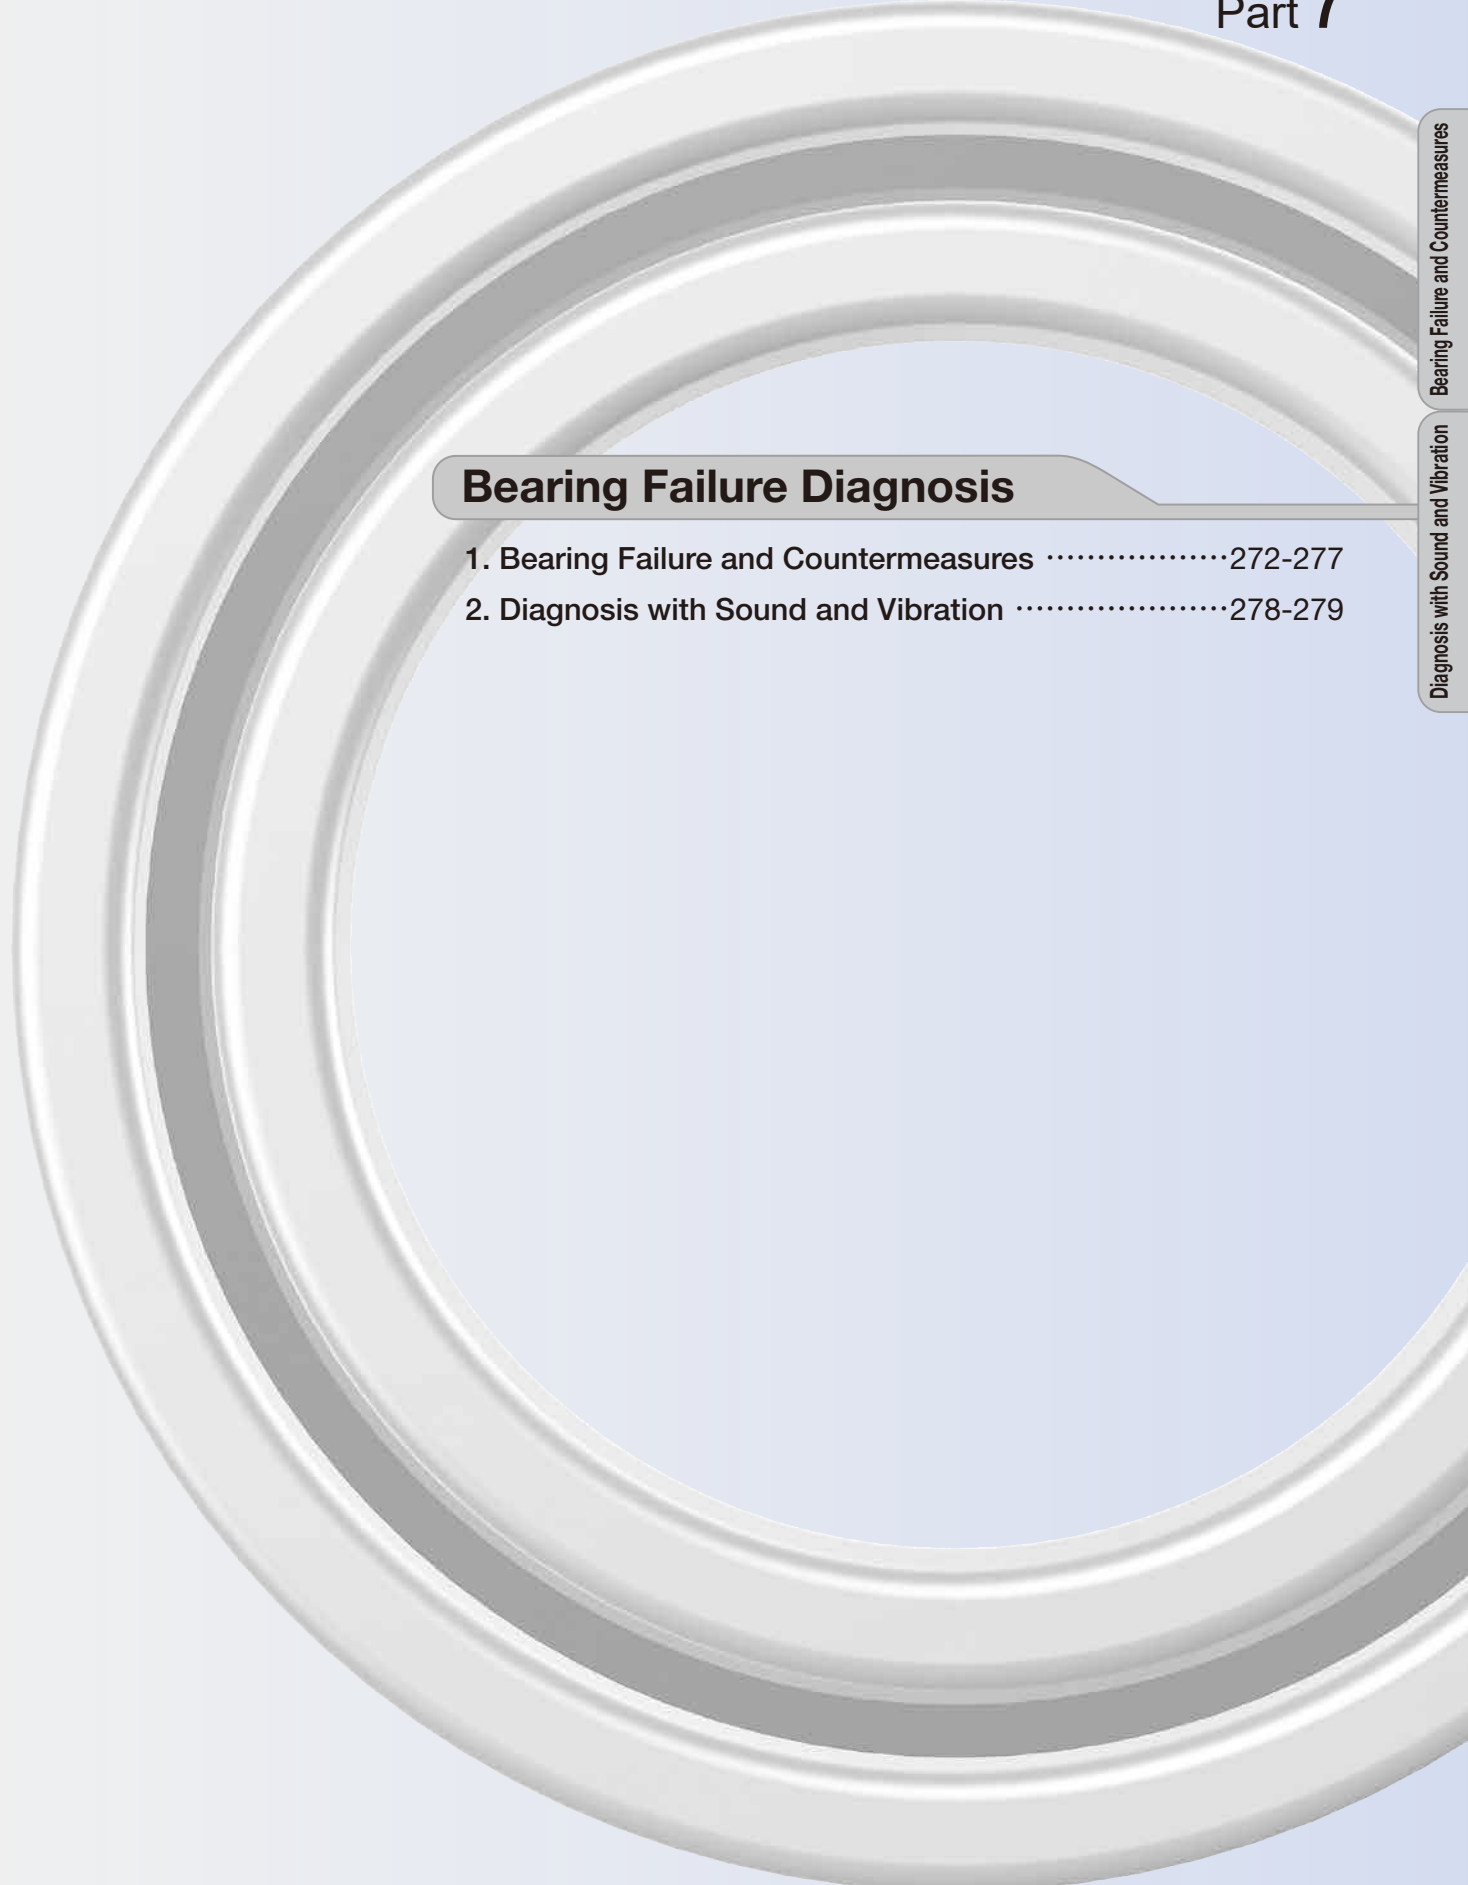 Part 7
Bearing Failure and Countermeasures
Diagnosis with Sound and Vibration
Bearing Failure Diagnosis
1. Bearing Failure and Countermeasures ··················272-277
2. Diagnosis with Sound and Vibration ·····················278-279